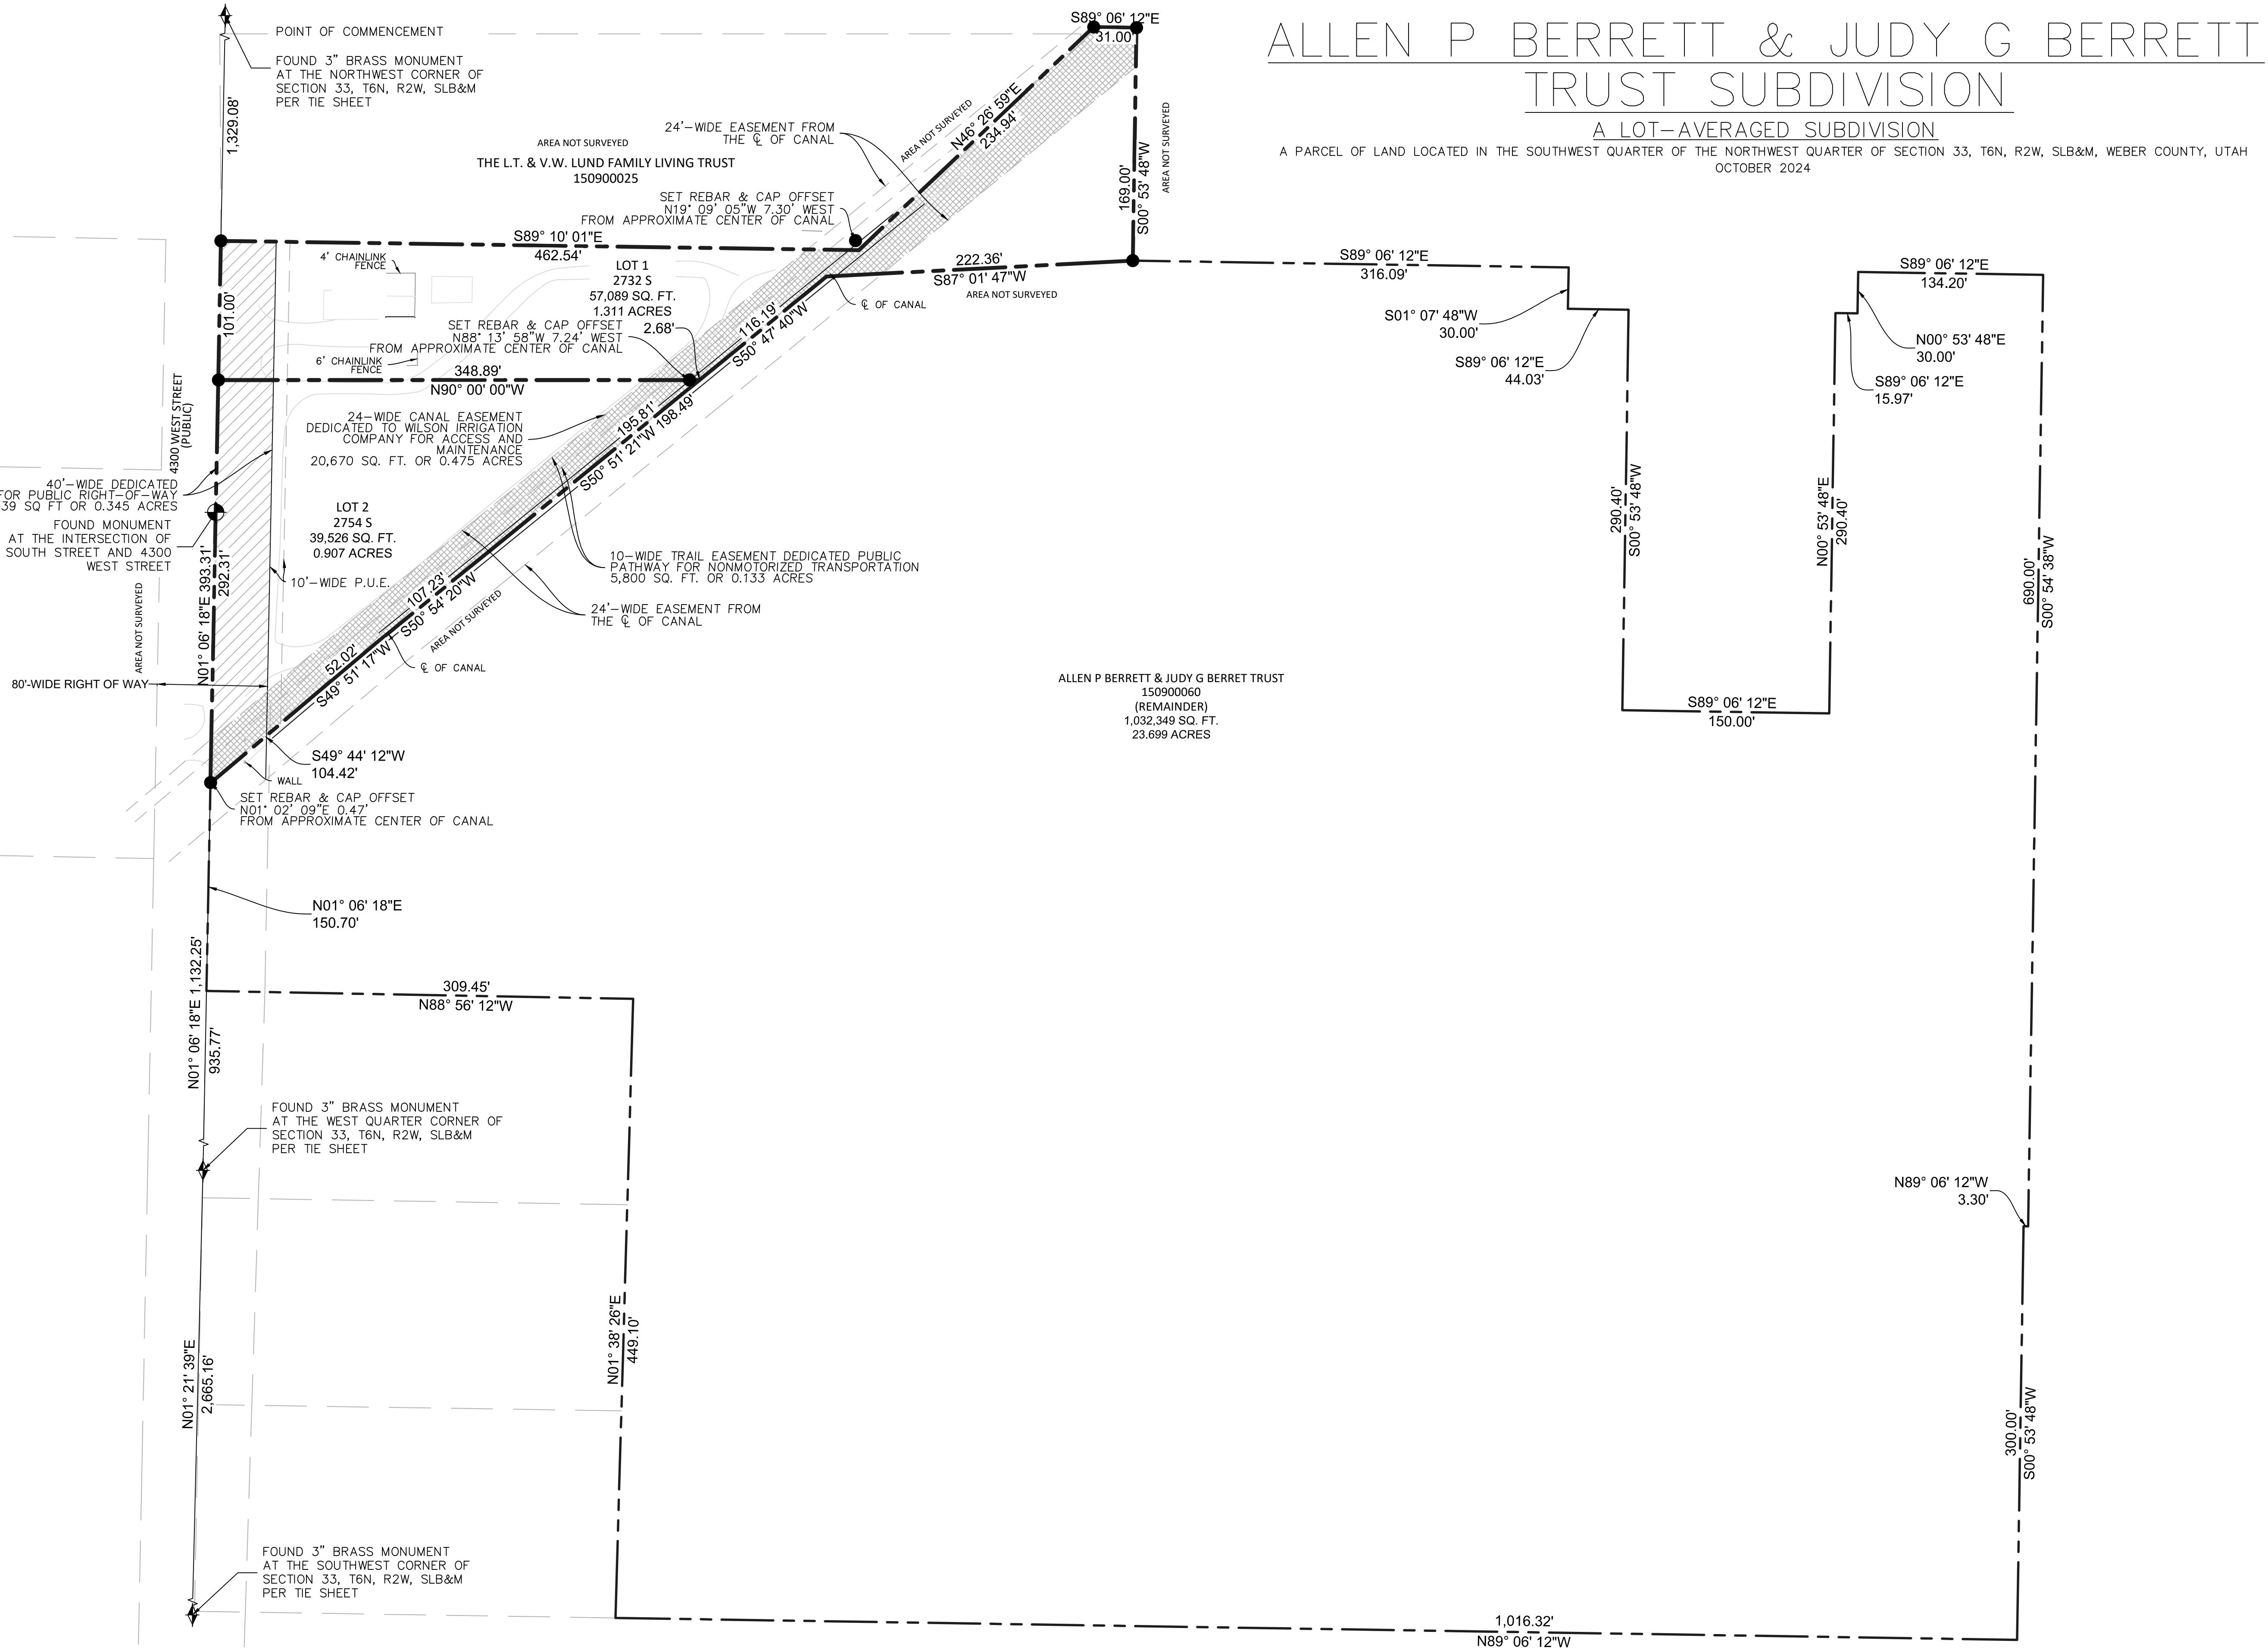 ALLEN P BERRETT & JUDY G BERRETT
TRUST SUBDIVISION
A LOT-AVERAGED SUBDIVISION
A PARCEL OF LAND LOCATED IN THE SOUTHWEST QUARTER OF THE NORTHWEST QUARTER OF SECTION 33, T6N, R2W, SLB&M, WEBER COUNTY, UTAH
OCTOBER 2024
POINT OF COMMENCEMENT
FOUND 3" BRASS MONUMENT
AT THE NORTHWEST CORNER OF
SECTION 33, T6N, R2W, SLB&M
PER TIE SHEET
1,329.08'
S89° 06' 12"E
31.00'
AREA NOT SURVEYED
THE L.T. & V.W. LUND FAMILY LIVING TRUST
150900025
24'-WIDE EASEMENT FROM
THE ℄ OF CANAL
AREA NOT SURVEYED
N46° 26' 59"E
234.94'
169.00'
S00° 53' 48"W
AREA NOT SURVEYED
SET REBAR & CAP OFFSET
N19° 09' 05"W 7.30' WEST
FROM APPROXIMATE CENTER OF CANAL
S89° 10' 01"E
462.54'
4' CHAINLINK
FENCE
LOT 1
2732 S
57,089 SQ. FT.
1.311 ACRES
222.36'
S87° 01' 47"W
AREA NOT SURVEYED
℄ OF CANAL
S89° 06' 12"E
316.09'
S01° 07' 48"W
30.00'
S89° 06' 12"E
44.03'
S89° 06' 12"E
134.20'
N00° 53' 48"E
30.00'
S89° 06' 12"E
15.97'
101.00'
SET REBAR & CAP OFFSET
N88° 13' 58"W 7.24' WEST
FROM APPROXIMATE CENTER OF CANAL
2.68'
116.19'
S50° 47' 40"W
6' CHAINLINK
FENCE
348.89'
N90° 00' 00"W
4300 WEST STREET
(PUBLIC)
24-WIDE CANAL EASEMENT
DEDICATED TO WILSON IRRIGATION
COMPANY FOR ACCESS AND
MAINTENANCE
20,670 SQ. FT. OR 0.475 ACRES
195.81'
S50° 51' 21"W 198.49'
40'-WIDE DEDICATED
FOR PUBLIC RIGHT-OF-WAY
39 SQ FT OR 0.345 ACRES
FOUND MONUMENT
AT THE INTERSECTION OF
SOUTH STREET AND 4300
WEST STREET
LOT 2
2754 S
39,526 SQ. FT.
0.907 ACRES
10'-WIDE P.U.E.
10-WIDE TRAIL EASEMENT DEDICATED PUBLIC
PATHWAY FOR NONMOTORIZED TRANSPORTATION
5,800 SQ. FT. OR 0.133 ACRES
24'-WIDE EASEMENT FROM
THE ℄ OF CANAL
N01° 06' 18"E 393.31'
292.31'
AREA NOT SURVEYED
107.23'
S50° 54' 20"W
AREA NOT SURVEYED
52.02'
S49° 51' 17"W
℄ OF CANAL
80'-WIDE RIGHT OF WAY
S49° 44' 12"W
104.42'
WALL
SET REBAR & CAP OFFSET
N01° 02' 09"E 0.47'
FROM APPROXIMATE CENTER OF CANAL
290.40'
S00° 53' 48"W
N00° 53' 48"E
290.40'
S89° 06' 12"E
150.00'
690.00'
S00° 54' 38"W
ALLEN P BERRETT & JUDY G BERRET TRUST
150900060
(REMAINDER)
1,032,349 SQ. FT.
23.699 ACRES
N01° 06' 18"E
150.70'
N01° 06' 18"E 1,132.25'
935.77'
309.45'
N88° 56' 12"W
FOUND 3" BRASS MONUMENT
AT THE WEST QUARTER CORNER OF
SECTION 33, T6N, R2W, SLB&M
PER TIE SHEET
N89° 06' 12"W
3.30'
N01° 38' 26"E
449.10'
N01° 21' 39"E
2,665.16'
300.00'
S00° 53' 48"W
FOUND 3" BRASS MONUMENT
AT THE SOUTHWEST CORNER OF
SECTION 33, T6N, R2W, SLB&M
PER TIE SHEET
1,016.32'
N89° 06' 12"W